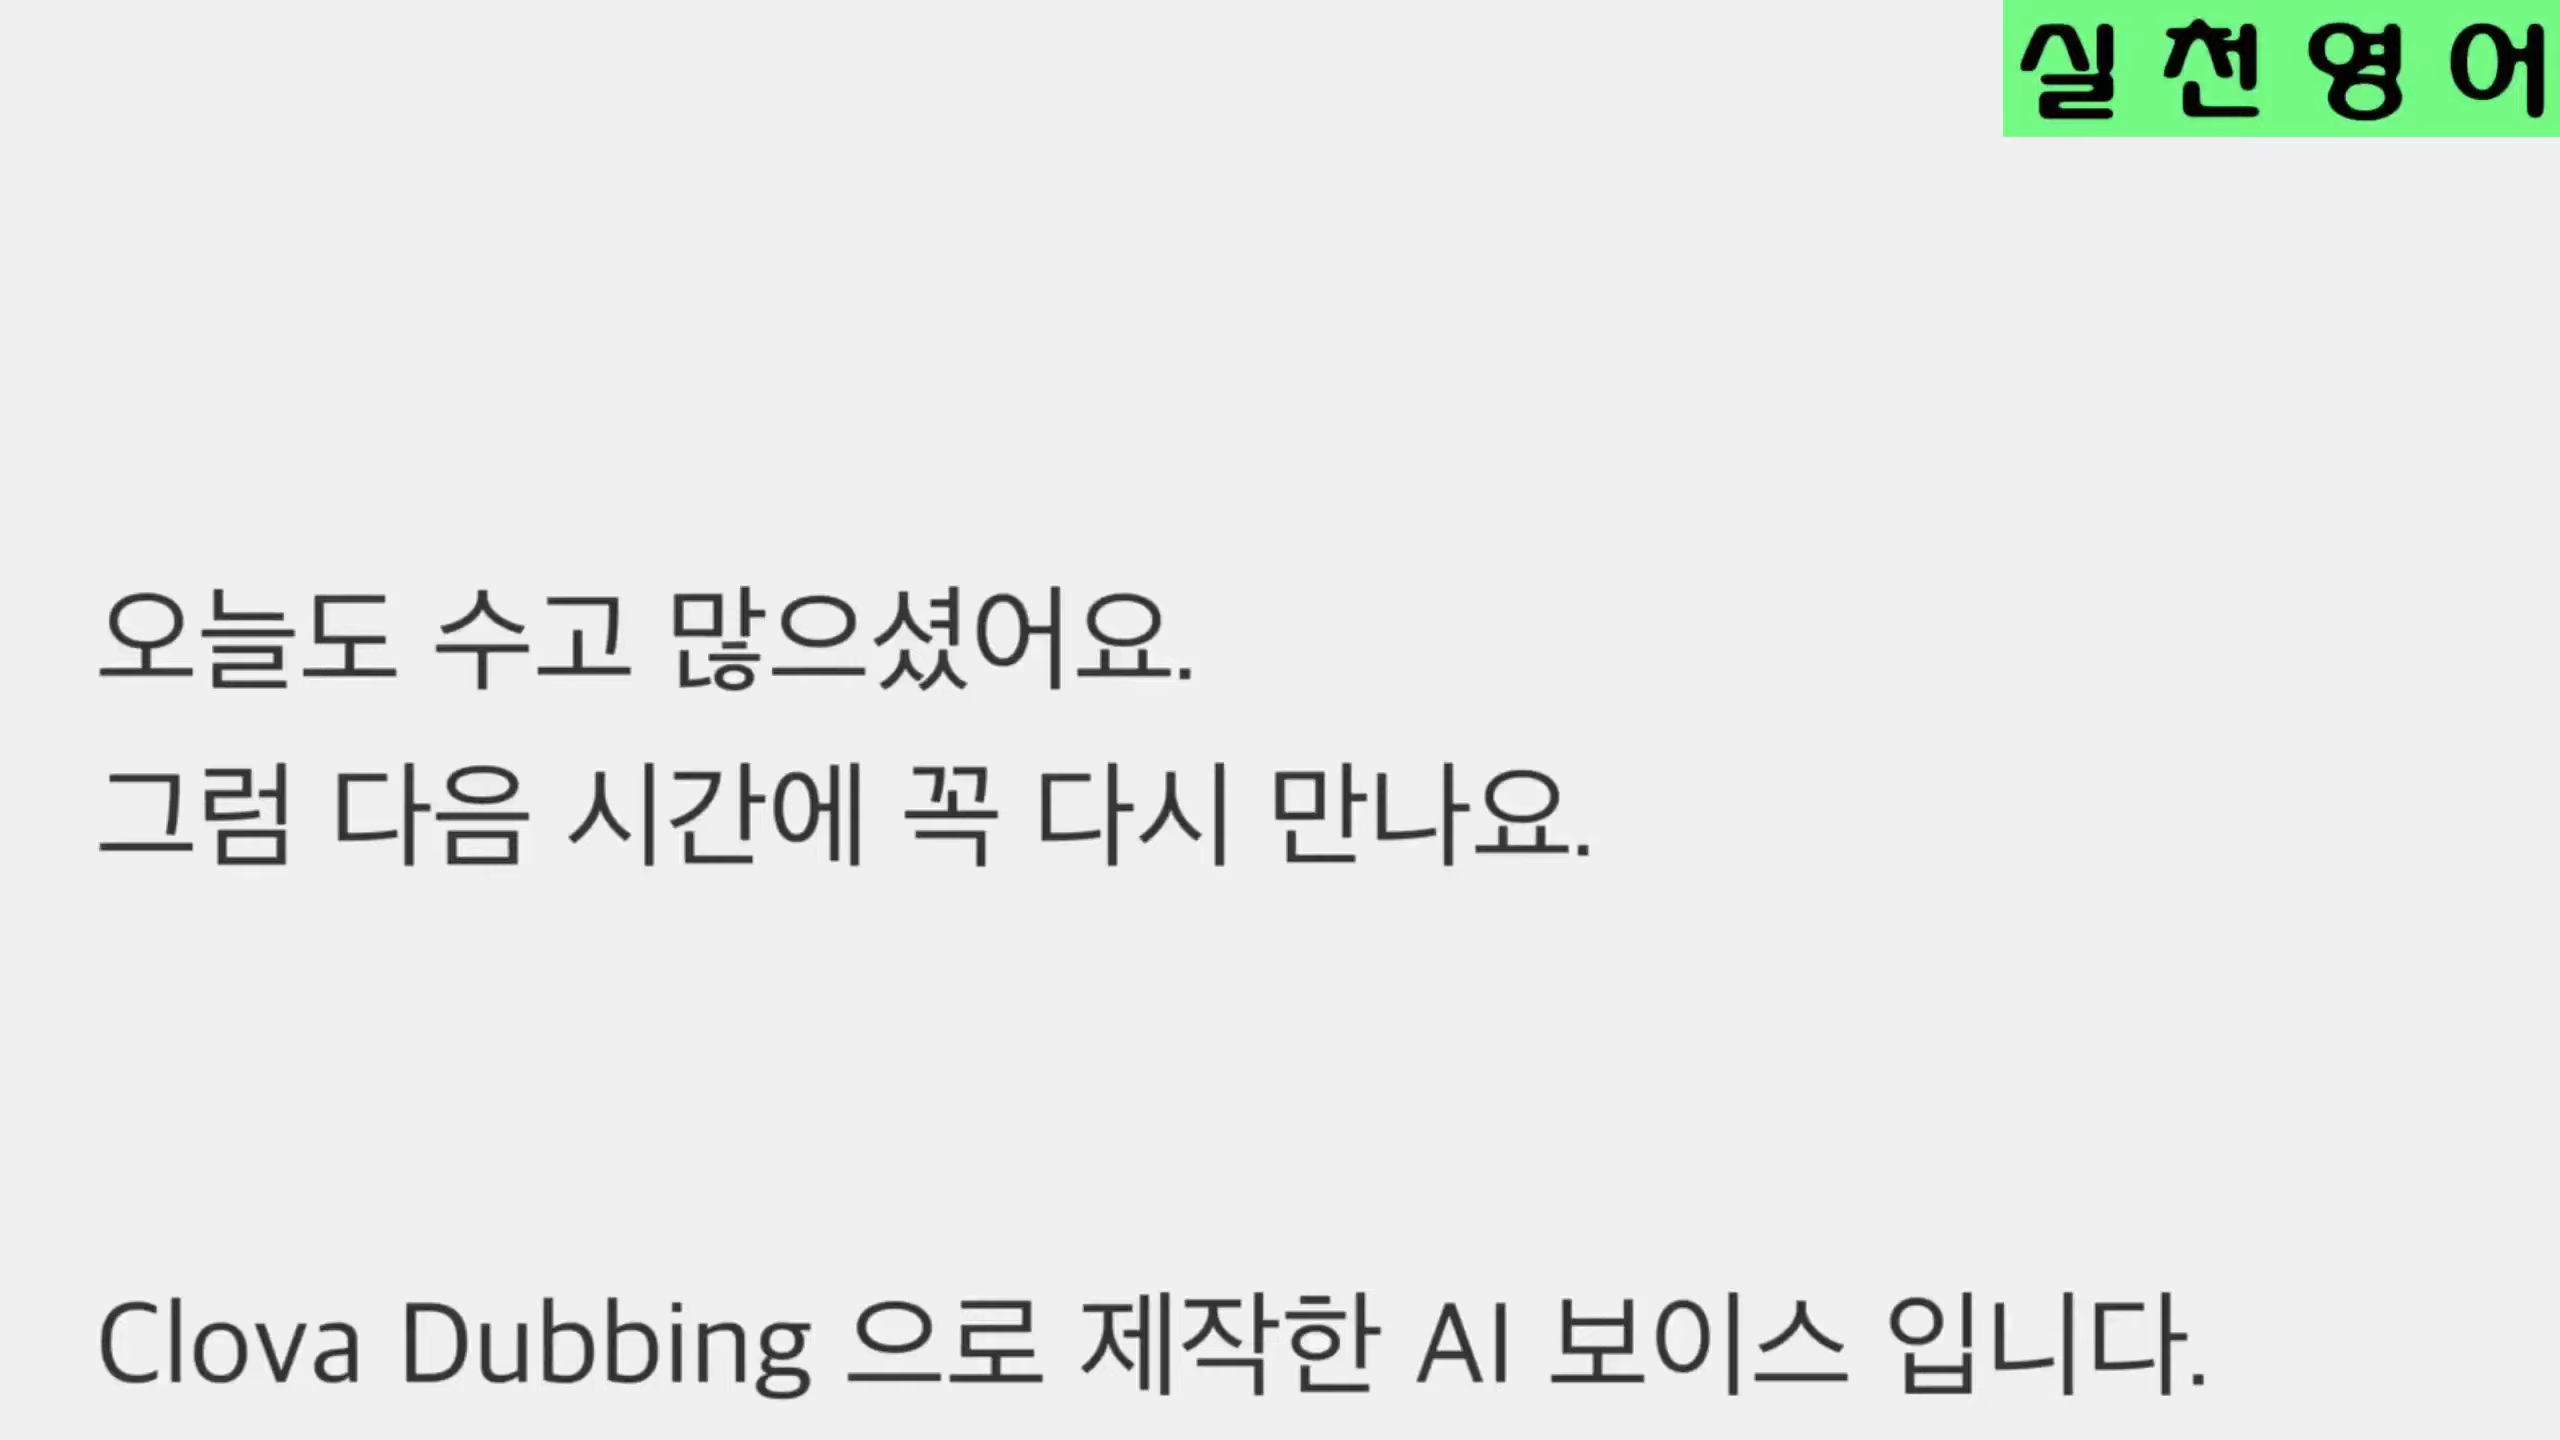 실천영어
오늘도 수고 많으셨어요.
그럼 다음 시간에 꼭 다시 만나요.
Clova Dubbing 으로 제작한 AI 보이스 입니다.